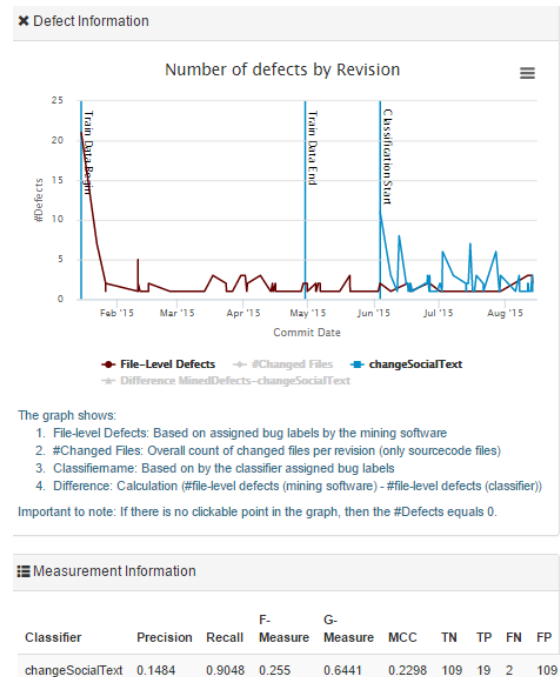 ✖ Defect Information
Number of defects by Revision
25
20
15
10
5
0
#Defects
Train Data Begin
Train Data End
Classification Start
Feb '15
Mar '15
Apr '15
May '15
Jun '15
Jul '15
Aug '15
Commit Date
File-Level Defects
#Changed Files
changeSocialText
Difference MinedDefects-changeSocialText
The graph shows:
1. File-level Defects: Based on assigned bug labels by the mining software
2. #Changed Files: Overall count of changed files per revision (only sourcecode files)
3. Classifiername: Based on by the classifier assigned bug labels
4. Difference: Calculation (#file-level defects (mining software) - #file-level defects (classifier))
Important to note: If there is no clickable point in the graph, then the #Defects equals 0.
Measurement Information
Classifier Precision Recall F-Measure G-Measure MCC TN TP FN FP
changeSocialText 0.1484 0.9048 0.255 0.6441 0.2298 109 19 2 109